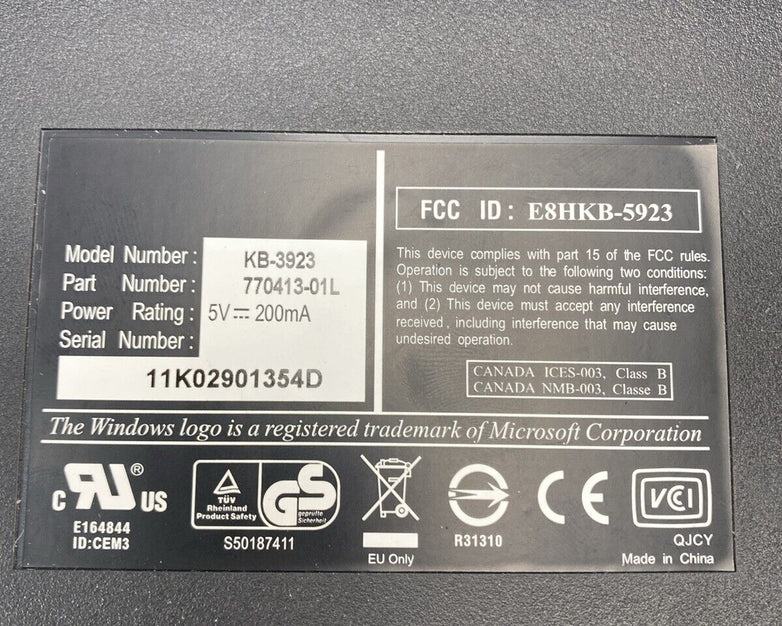 Model Number: KB-3923
Part Number: 770413-01L
Power Rating: 5V⎓200mA
Serial Number:
11K02901354D
FCC ID: E8HKB-5923
This device complies with part 15 of the FCC rules.
Operation is subject to the following two conditions:
(1) This device may not cause harmful interference,
and (2) This device must accept any interference
received, including interference that may cause
undesired operation.
CANADA ICES-003, Class B
CANADA NMB-003, Classe B
The Windows logo is a registered trademark of Microsoft Corporation
c RU ® US
E164844
ID:CEM3
TÜV
Rheinland
Product Safety
GS
geprüfte
Sicherheit
S50187411
EU Only
R31310
CE
VCCI
QJCY
Made in China